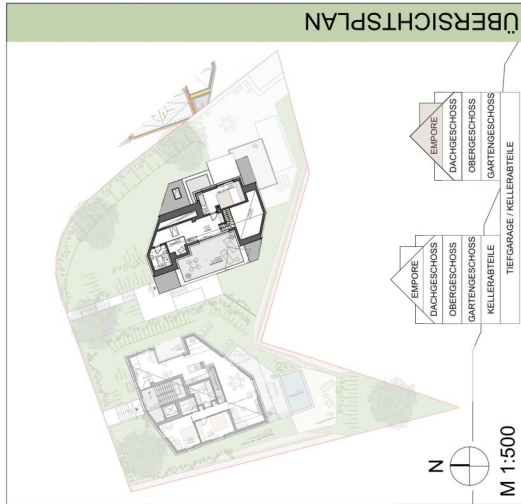 ÜBERSICHTSPLAN
EMPORE
DACHGESCHOSS
OBERGESCHOSS
GARTENGESCHOSS
TIEFGARAGE / KELLERABTEILE
EMPORE
DACHGESCHOSS
OBERGESCHOSS
GARTENGESCHOSS
KELLERABTEILE
N
M 1:500